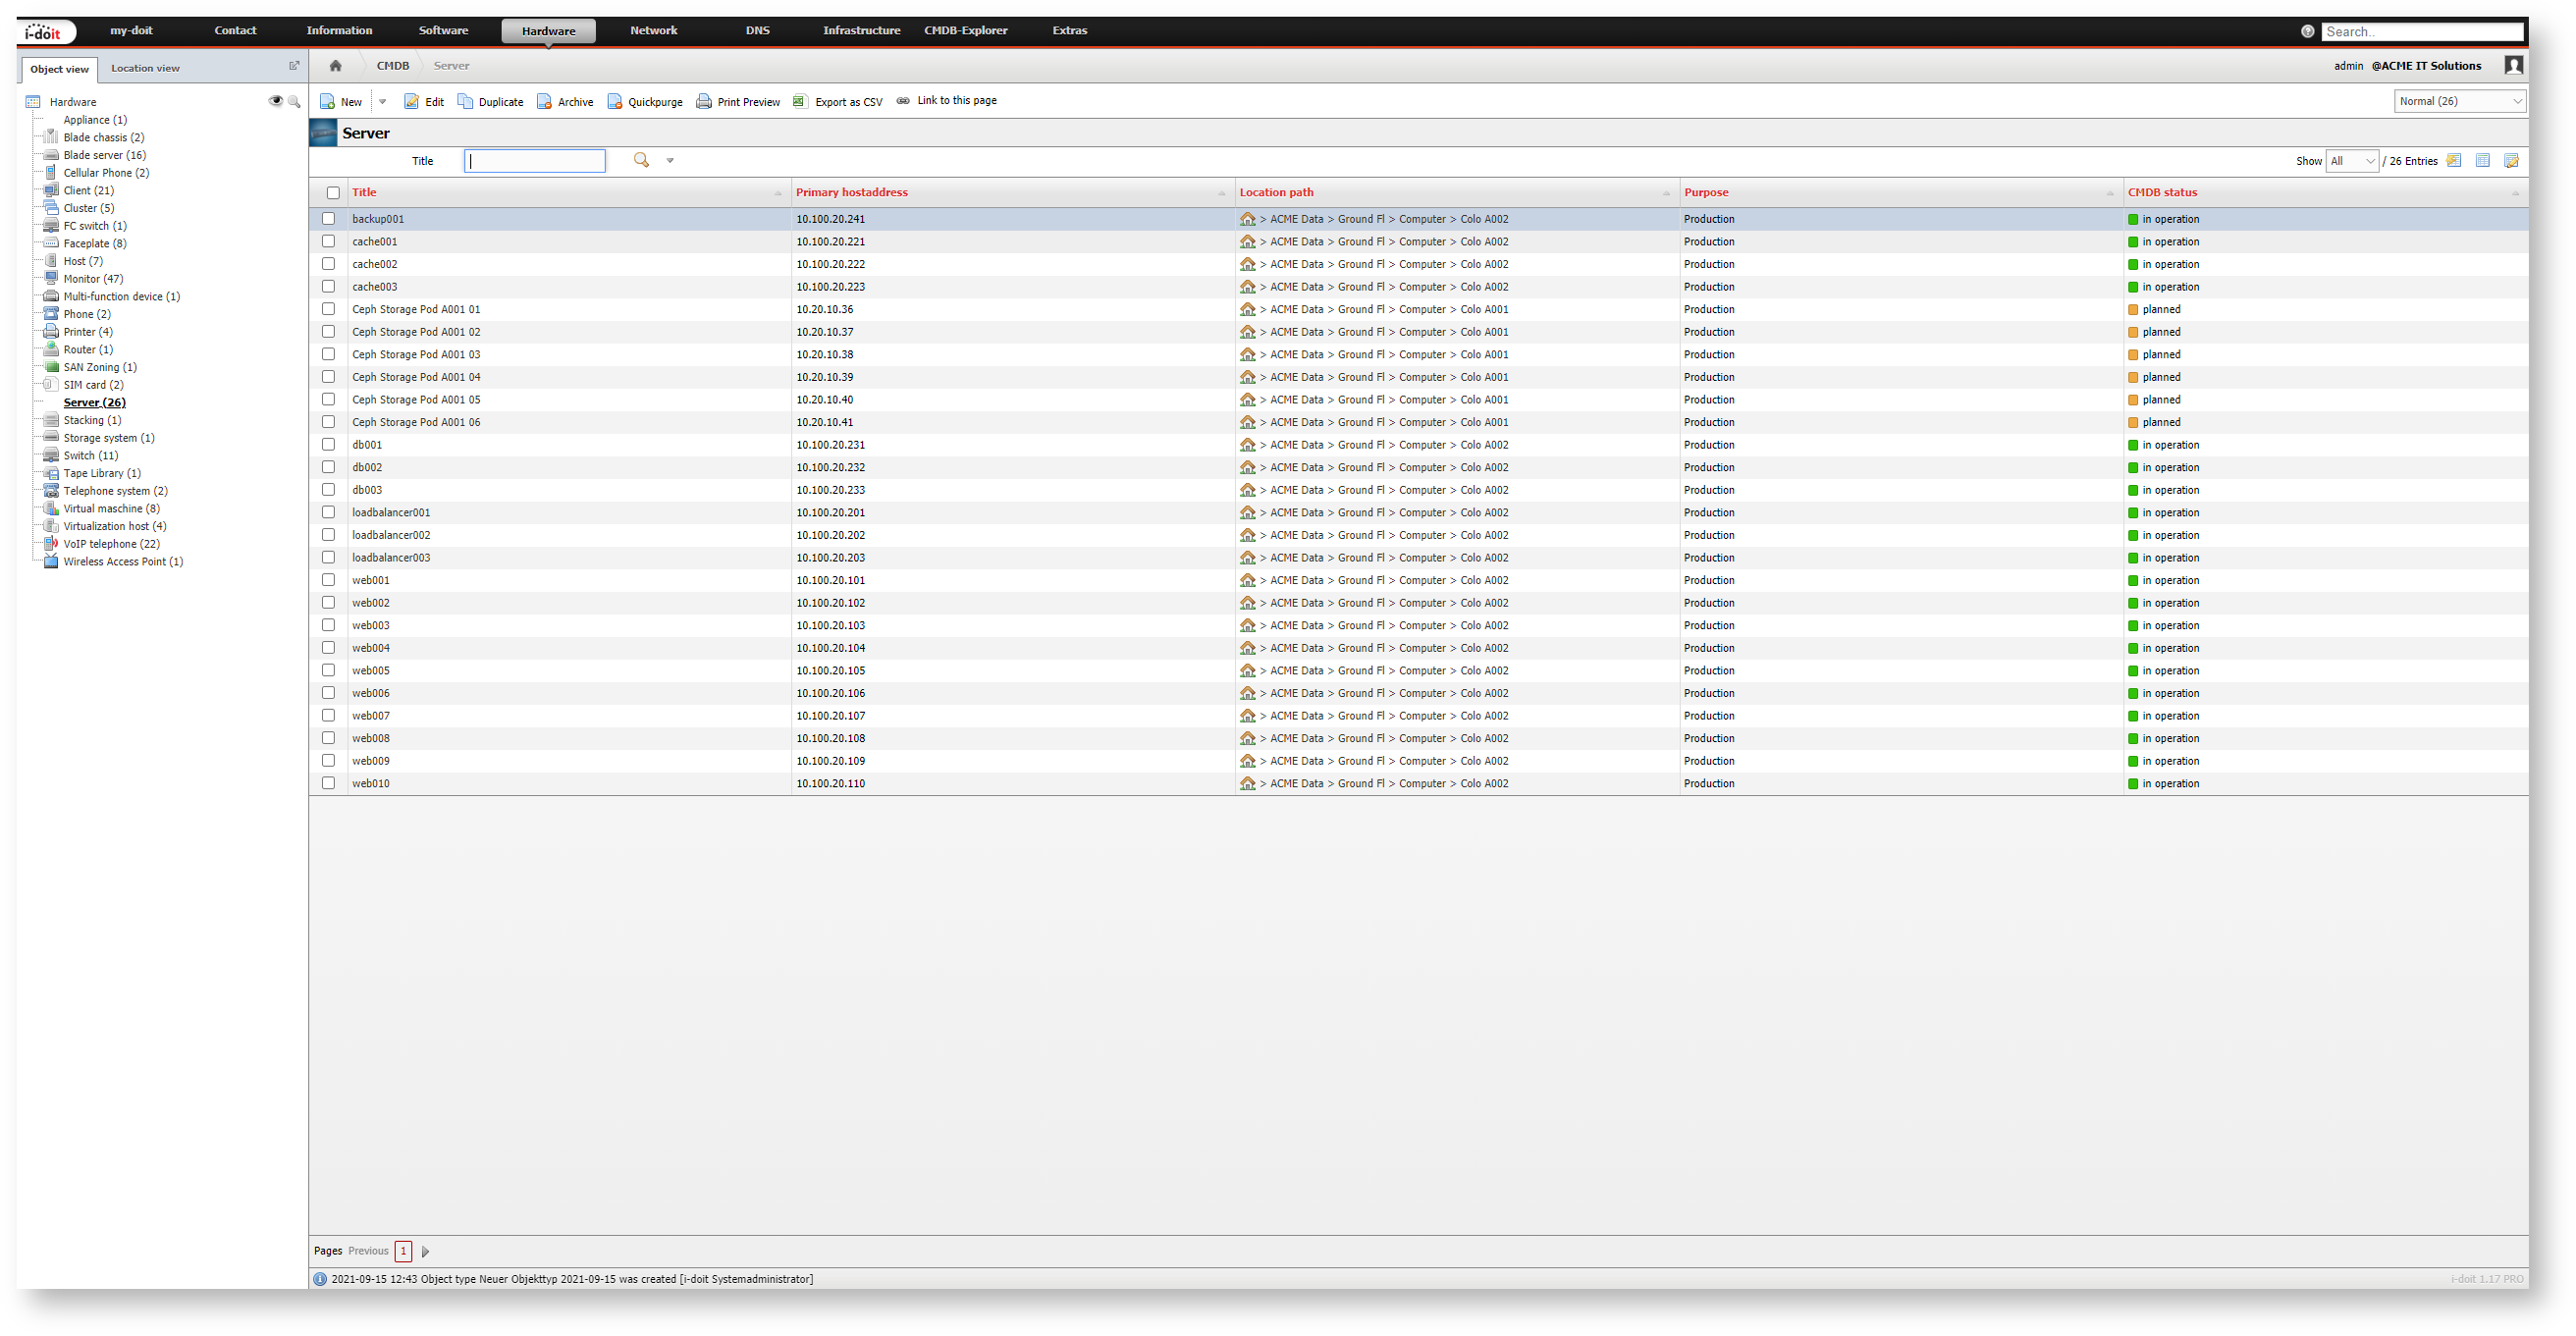 i-doit my-doit Contact Information Software Hardware Network DNS Infrastructure CMDB-Explorer Extras Search..
Object view Location view CMDB Server admin @ACME IT Solutions
New Edit Duplicate Archive Quickpurge Print Preview Export as CSV Link to this page Normal (26)
Hardware
Appliance (1)
Blade chassis (2)
Blade server (16)
Cellular Phone (2)
Client (21)
Cluster (5)
FC switch (1)
Faceplate (8)
Host (7)
Monitor (47)
Multi-function device (1)
Phone (2)
Printer (4)
Router (1)
SAN Zoning (1)
SIM card (2)
Server (26)
Stacking (1)
Storage system (1)
Switch (11)
Tape Library (1)
Telephone system (2)
Virtual maschine (8)
Virtualization host (4)
VoIP telephone (22)
Wireless Access Point (1)
Server
Title Show All / 26 Entries
Title Primary hostaddress Location path Purpose CMDB status
backup001 10.100.20.241 > ACME Data > Ground Fl > Computer > Colo A002 Production in operation
cache001 10.100.20.221 > ACME Data > Ground Fl > Computer > Colo A002 Production in operation
cache002 10.100.20.222 > ACME Data > Ground Fl > Computer > Colo A002 Production in operation
cache003 10.100.20.223 > ACME Data > Ground Fl > Computer > Colo A002 Production in operation
Ceph Storage Pod A001 01 10.20.10.36 > ACME Data > Ground Fl > Computer > Colo A001 Production planned
Ceph Storage Pod A001 02 10.20.10.37 > ACME Data > Ground Fl > Computer > Colo A001 Production planned
Ceph Storage Pod A001 03 10.20.10.38 > ACME Data > Ground Fl > Computer > Colo A001 Production planned
Ceph Storage Pod A001 04 10.20.10.39 > ACME Data > Ground Fl > Computer > Colo A001 Production planned
Ceph Storage Pod A001 05 10.20.10.40 > ACME Data > Ground Fl > Computer > Colo A001 Production planned
Ceph Storage Pod A001 06 10.20.10.41 > ACME Data > Ground Fl > Computer > Colo A001 Production planned
db001 10.100.20.231 > ACME Data > Ground Fl > Computer > Colo A002 Production in operation
db002 10.100.20.232 > ACME Data > Ground Fl > Computer > Colo A002 Production in operation
db003 10.100.20.233 > ACME Data > Ground Fl > Computer > Colo A002 Production in operation
loadbalancer001 10.100.20.201 > ACME Data > Ground Fl > Computer > Colo A002 Production in operation
loadbalancer002 10.100.20.202 > ACME Data > Ground Fl > Computer > Colo A002 Production in operation
loadbalancer003 10.100.20.203 > ACME Data > Ground Fl > Computer > Colo A002 Production in operation
web001 10.100.20.101 > ACME Data > Ground Fl > Computer > Colo A002 Production in operation
web002 10.100.20.102 > ACME Data > Ground Fl > Computer > Colo A002 Production in operation
web003 10.100.20.103 > ACME Data > Ground Fl > Computer > Colo A002 Production in operation
web004 10.100.20.104 > ACME Data > Ground Fl > Computer > Colo A002 Production in operation
web005 10.100.20.105 > ACME Data > Ground Fl > Computer > Colo A002 Production in operation
web006 10.100.20.106 > ACME Data > Ground Fl > Computer > Colo A002 Production in operation
web007 10.100.20.107 > ACME Data > Ground Fl > Computer > Colo A002 Production in operation
web008 10.100.20.108 > ACME Data > Ground Fl > Computer > Colo A002 Production in operation
web009 10.100.20.109 > ACME Data > Ground Fl > Computer > Colo A002 Production in operation
web010 10.100.20.110 > ACME Data > Ground Fl > Computer > Colo A002 Production in operation
Pages Previous 1
2021-09-15 12:43 Object type Neuer Objekttyp 2021-09-15 was created [i-doit Systemadministrator] i-doit 1.17 PRO